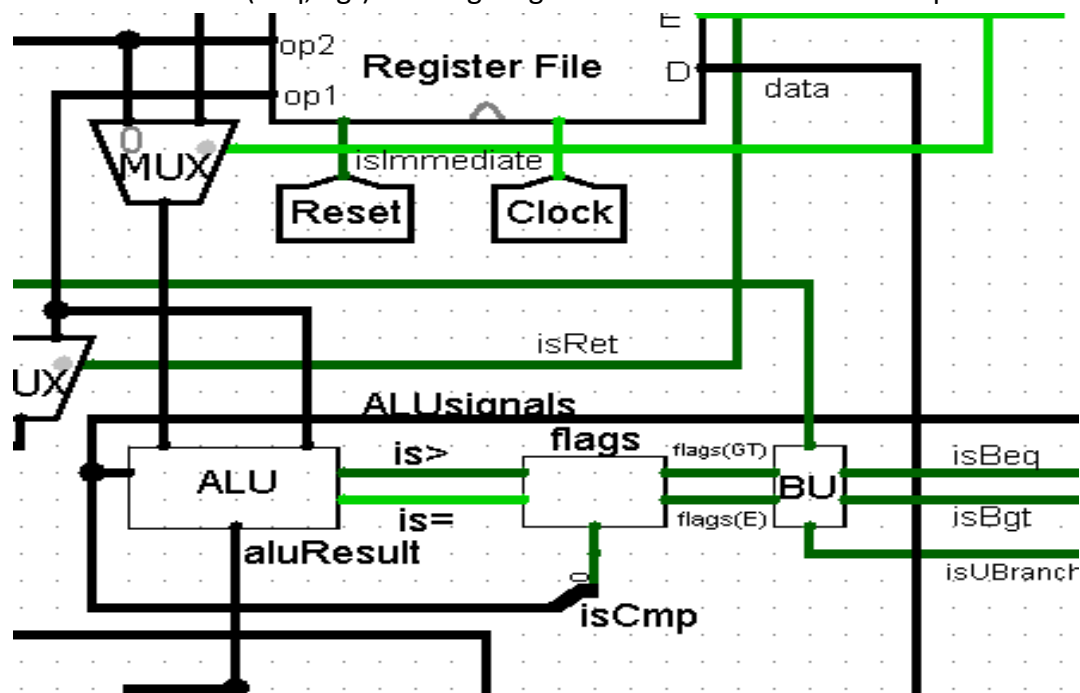 E
op2
Register File
D
op1
data
0
MUX
isImmediate
Reset
Clock
isRet
UX
ALUsignals
flags
is>
flags(GT)
isBeq
ALU
BU
is=
flags(E)
isBgt
aluResult
isUBranch
0
isCmp